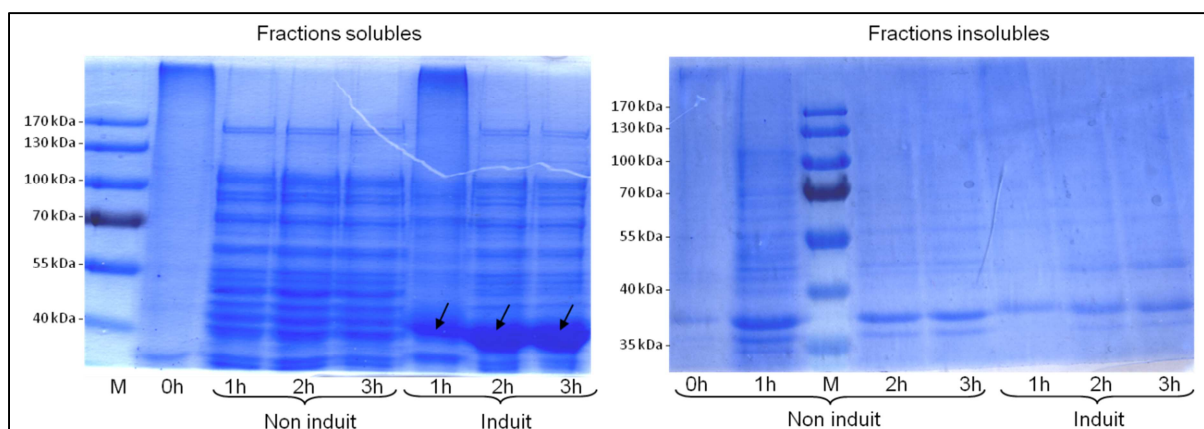 Fractions solubles
170 kDa
130 kDa
100 kDa
70 kDa
55 kDa
40 kDa
M 0h 1h 2h 3h 1h 2h 3h
Non induit Induit
Fractions insolubles
170 kDa
130 kDa
100 kDa
70 kDa
55 kDa
40 kDa
35 kDa
0h 1h M 2h 3h 1h 2h 3h
Non induit Induit